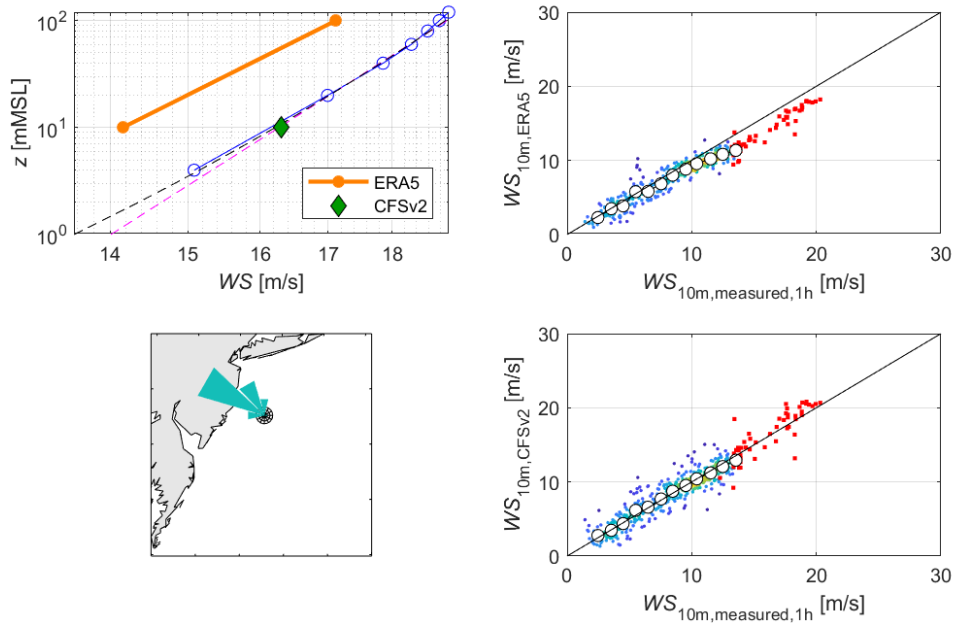 10²
10¹
10⁰
z [mMSL]
ERA5
CFSv2
14 15 16 17 18
WS [m/s]
30
20
10
0
WS10m,ERA5 [m/s]
0 10 20 30
WS10m,measured,1h [m/s]
30
20
10
0
WS10m,CFSv2 [m/s]
0 10 20 30
WS10m,measured,1h [m/s]